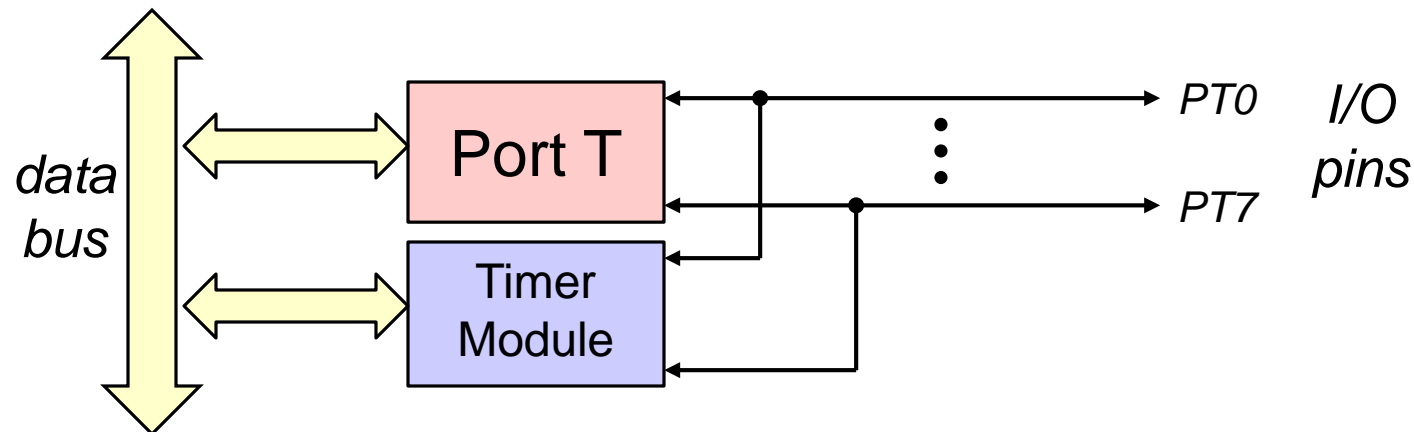 data
bus
Port T
Timer
Module
PT0
PT7
I/O
pins